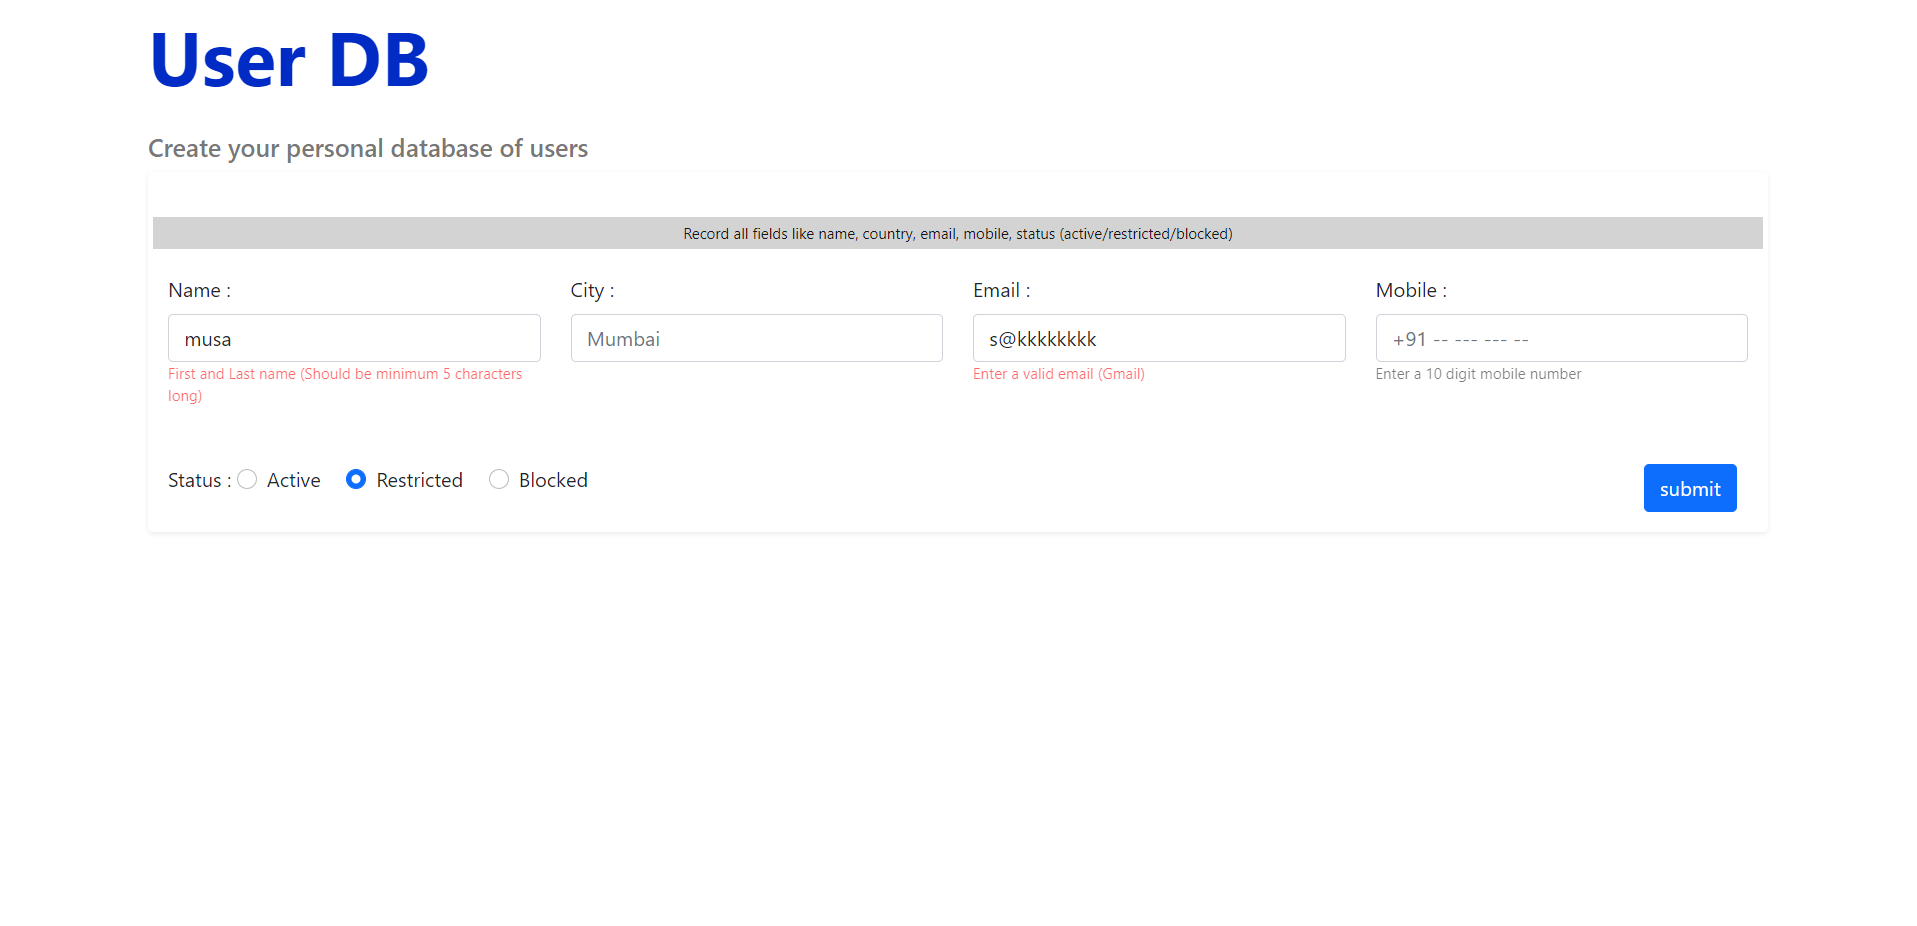 User DB
Create your personal database of users
Record all fields like name, country, email, mobile, status (active/restricted/blocked)
Name :
City :
Email :
Mobile :
musa
Mumbai
s@kkkkkkkk
+91 -- --- --- --
First and Last name (Should be minimum 5 characters
long)
Enter a valid email (Gmail)
Enter a 10 digit mobile number
Status : Active Restricted Blocked
submit